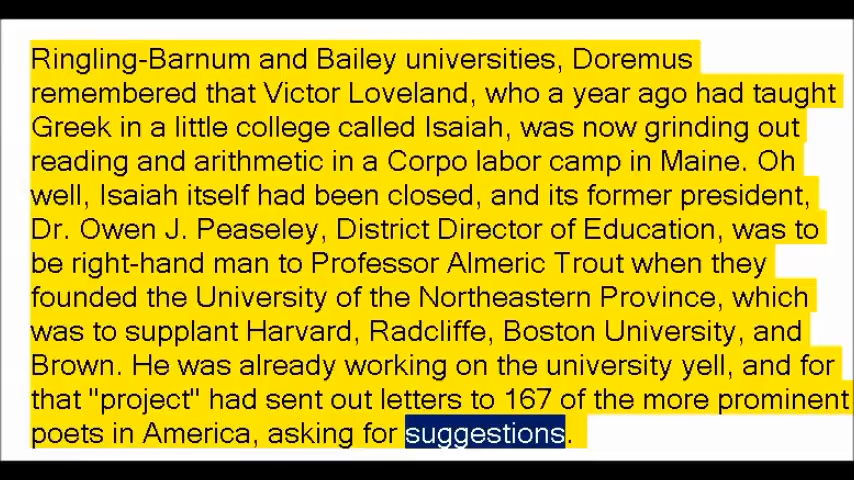 Ringling-Barnum and Bailey universities, Doremus
remembered that Victor Loveland, who a year ago had taught
Greek in a little college called Isaiah, was now grinding out
reading and arithmetic in a Corpo labor camp in Maine. Oh
well, Isaiah itself had been closed, and its former president,
Dr. Owen J. Peaseley, District Director of Education, was to
be right-hand man to Professor Almeric Trout when they
founded the University of the Northeastern Province, which
was to supplant Harvard, Radcliffe, Boston University, and
Brown. He was already working on the university yell, and for
that "project" had sent out letters to 167 of the more prominent
poets in America, asking for suggestions.